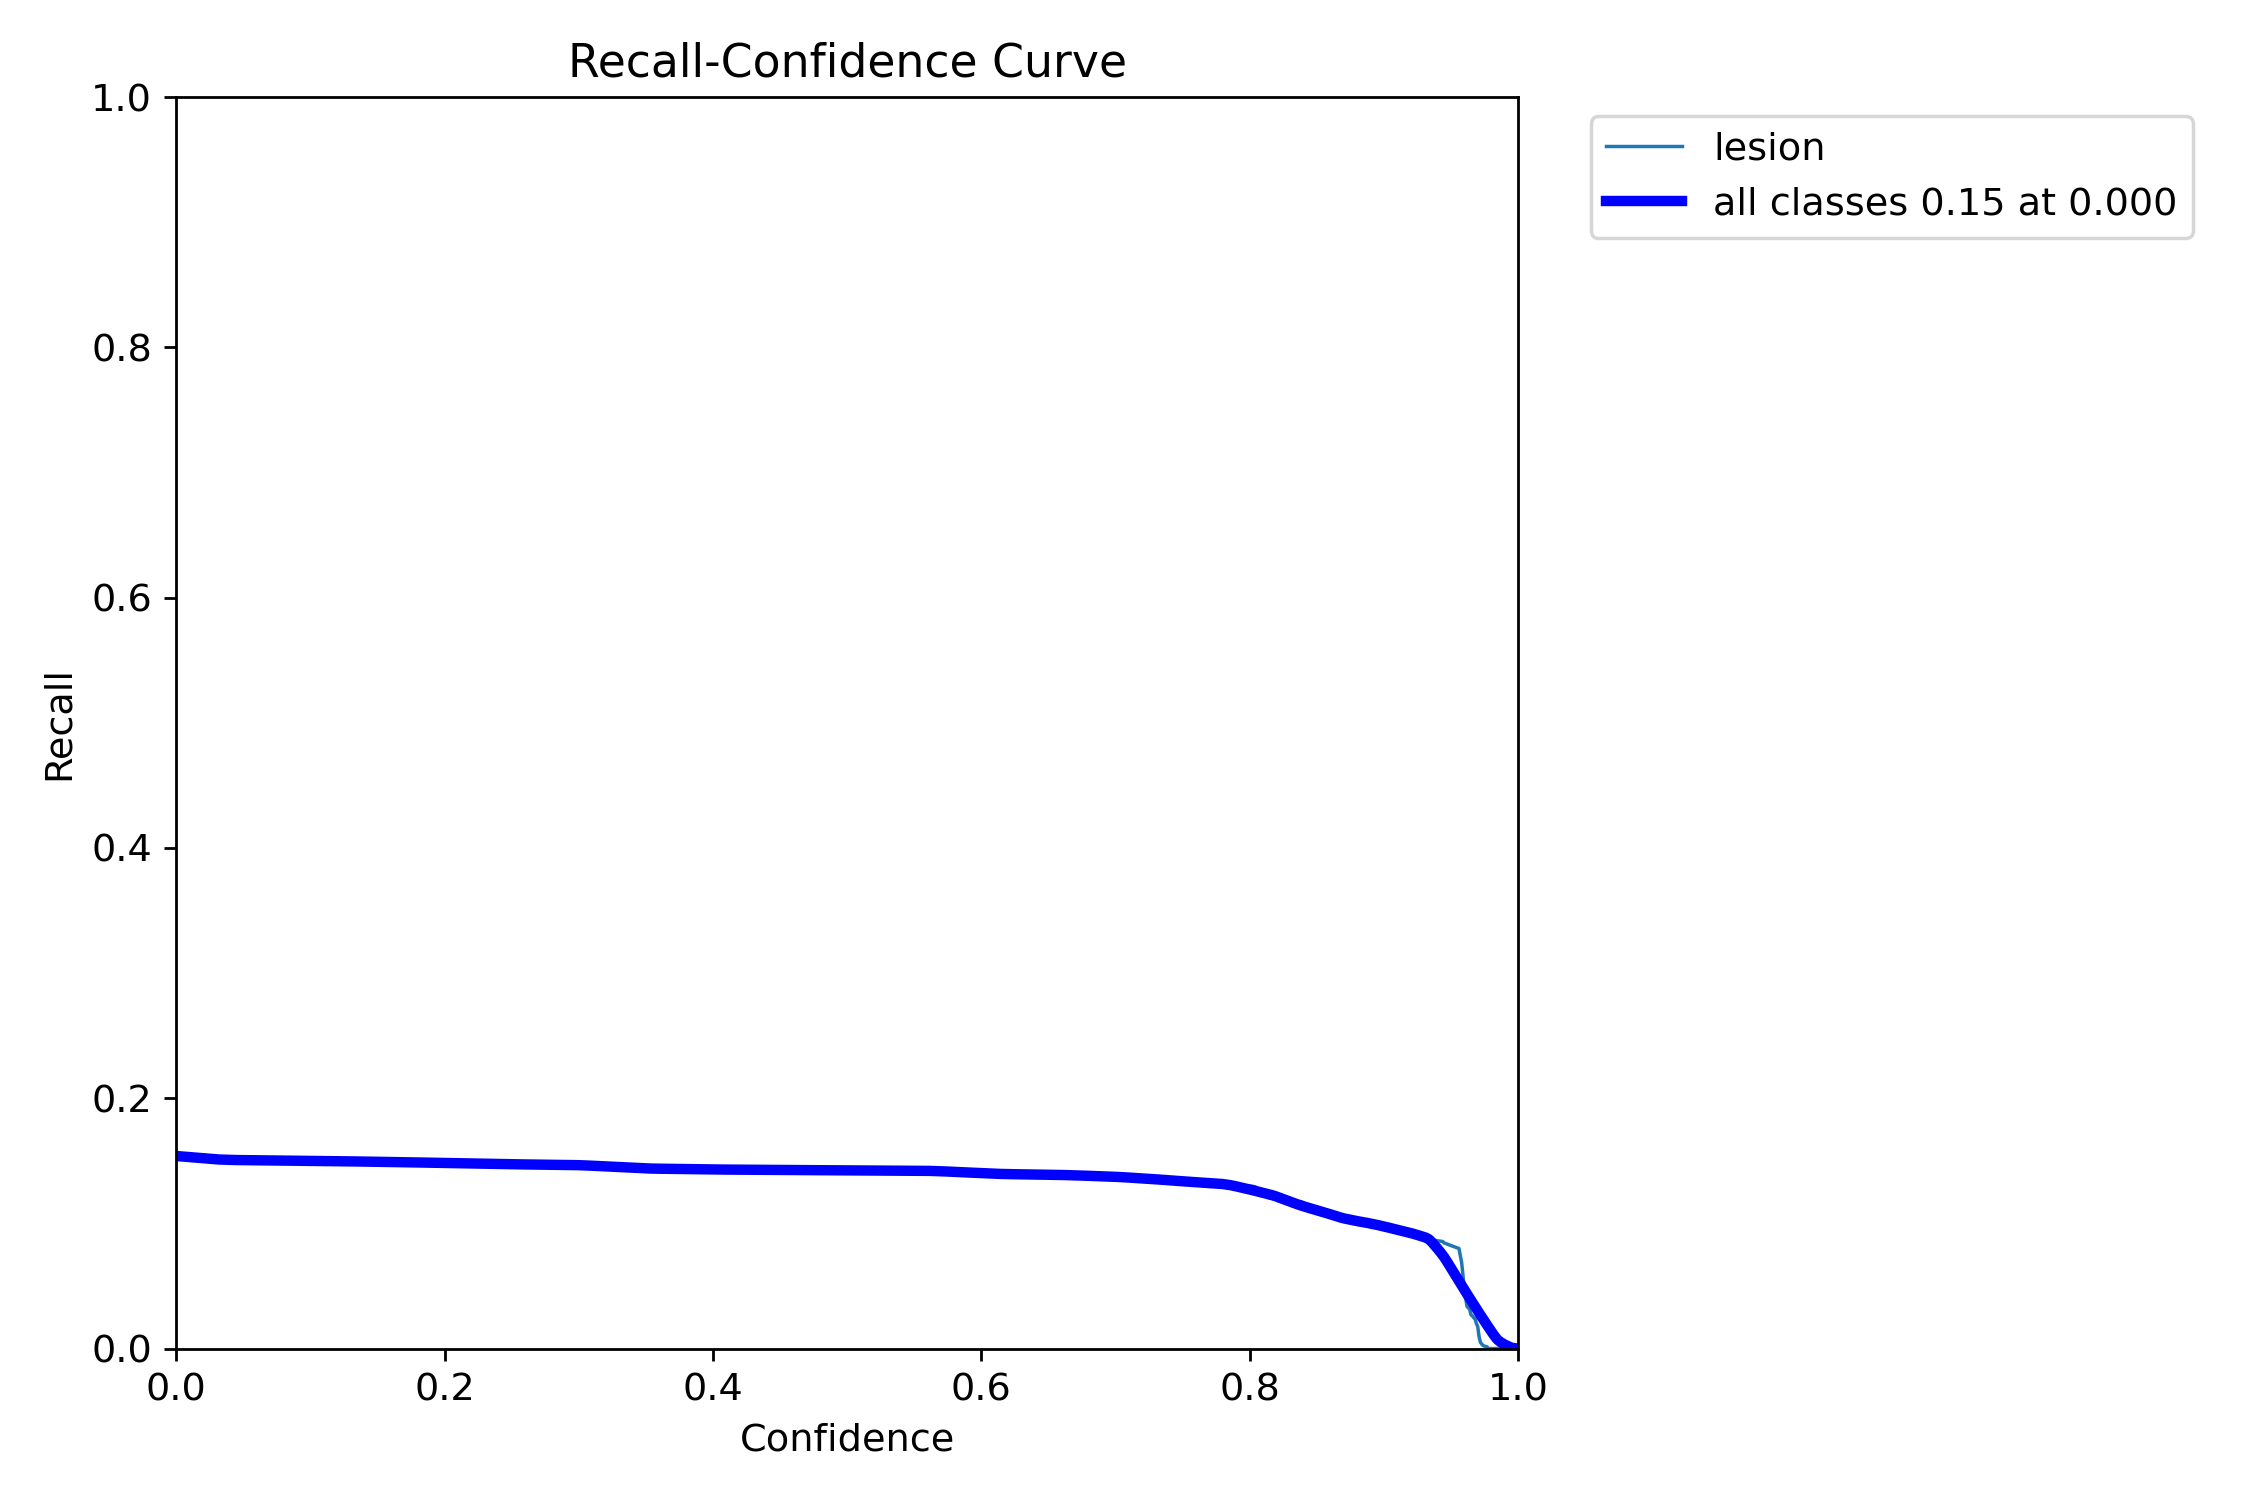 Recall-Confidence Curve
1.0
0.8
0.6
0.4
0.2
0.0
Recall
0.0 0.2 0.4 0.6 0.8 1.0
Confidence
lesion
all classes 0.15 at 0.000